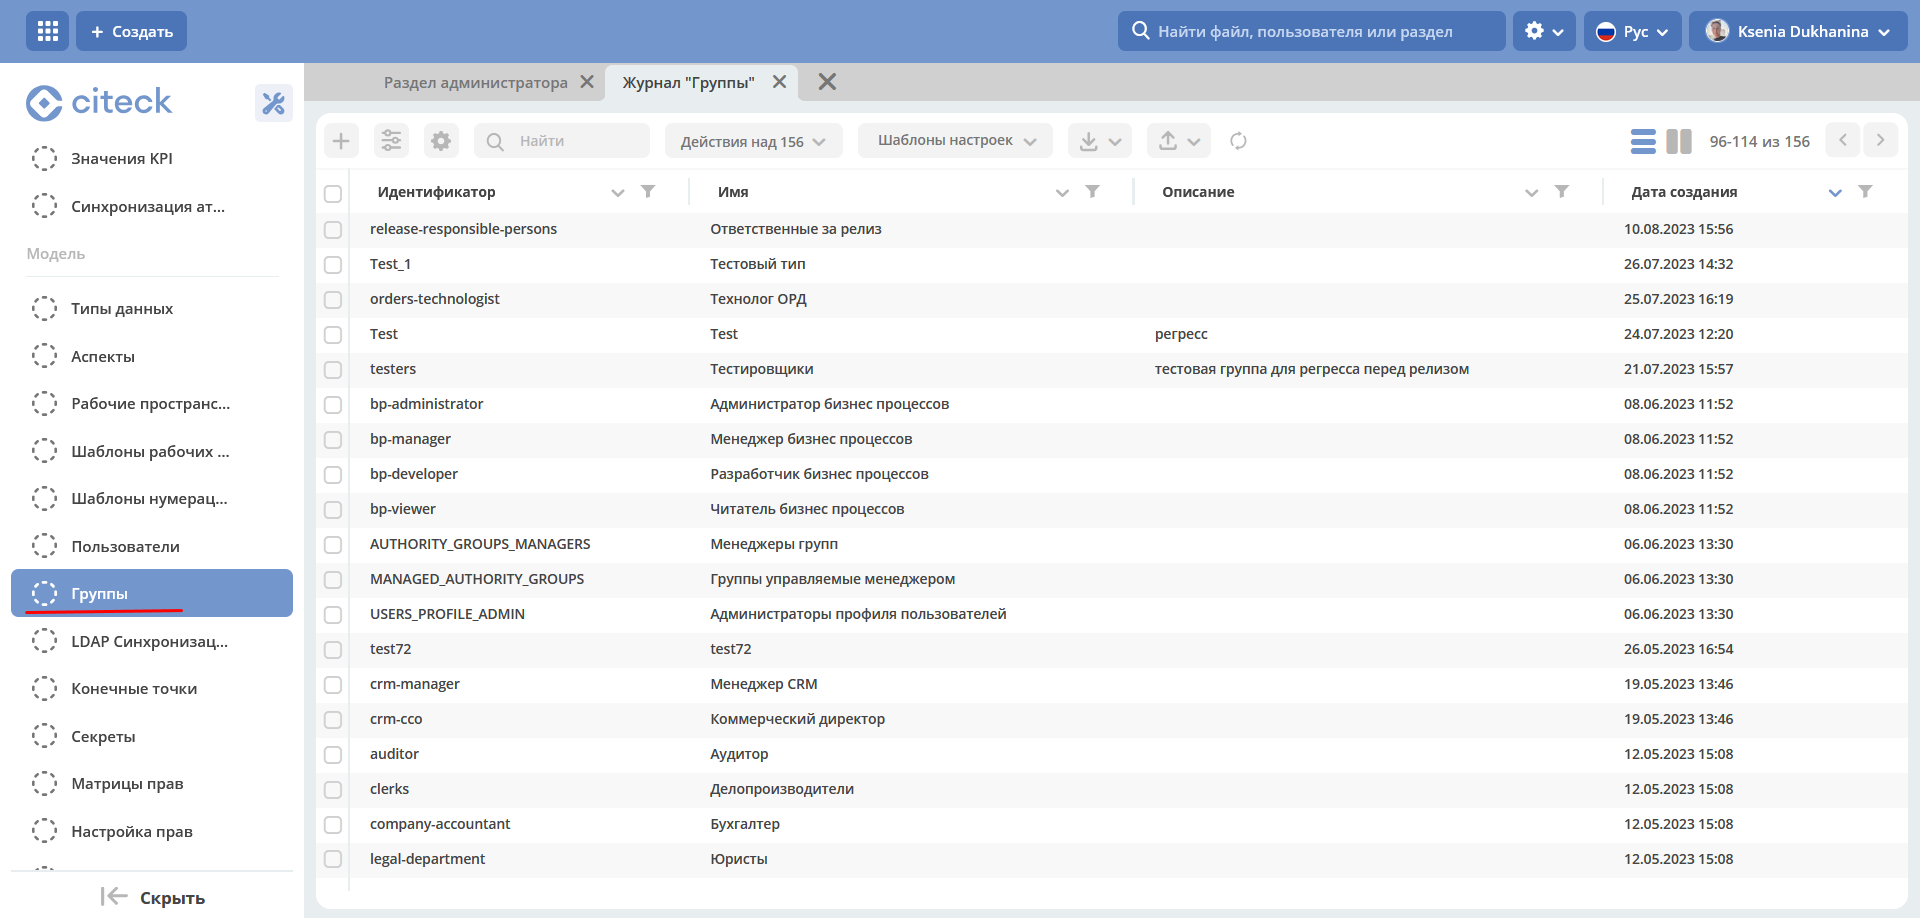 + Создать
Найти файл, пользователя или раздел
Рус
Ksenia Dukhanina
citeck
Значения KPI
Синхронизация ат...
Модель
Типы данных
Аспекты
Рабочие пространс...
Шаблоны рабочих ...
Шаблоны нумерац...
Пользователи
Группы
LDAP Синхронизац...
Конечные точки
Секреты
Матрицы прав
Настройка прав
Скрыть
Раздел администратора
Журнал "Группы"
Найти
Действия над 156
Шаблоны настроек
96-114 из 156
Идентификатор Имя Описание Дата создания
release-responsible-persons Ответственные за релиз 10.08.2023 15:56
Test_1 Тестовый тип 26.07.2023 14:32
orders-technologist Технолог ОРД 25.07.2023 16:19
Test Test регресс 24.07.2023 12:20
testers Тестировщики тестовая группа для регресса перед релизом 21.07.2023 15:57
bp-administrator Администратор бизнес процессов 08.06.2023 11:52
bp-manager Менеджер бизнес процессов 08.06.2023 11:52
bp-developer Разработчик бизнес процессов 08.06.2023 11:52
bp-viewer Читатель бизнес процессов 08.06.2023 11:52
AUTHORITY_GROUPS_MANAGERS Менеджеры групп 06.06.2023 13:30
MANAGED_AUTHORITY_GROUPS Группы управляемые менеджером 06.06.2023 13:30
USERS_PROFILE_ADMIN Администраторы профиля пользователей 06.06.2023 13:30
test72 test72 26.05.2023 16:54
crm-manager Менеджер CRM 19.05.2023 13:46
crm-cco Коммерческий директор 19.05.2023 13:46
auditor Аудитор 12.05.2023 15:08
clerks Делопроизводители 12.05.2023 15:08
company-accountant Бухгалтер 12.05.2023 15:08
legal-department Юристы 12.05.2023 15:08